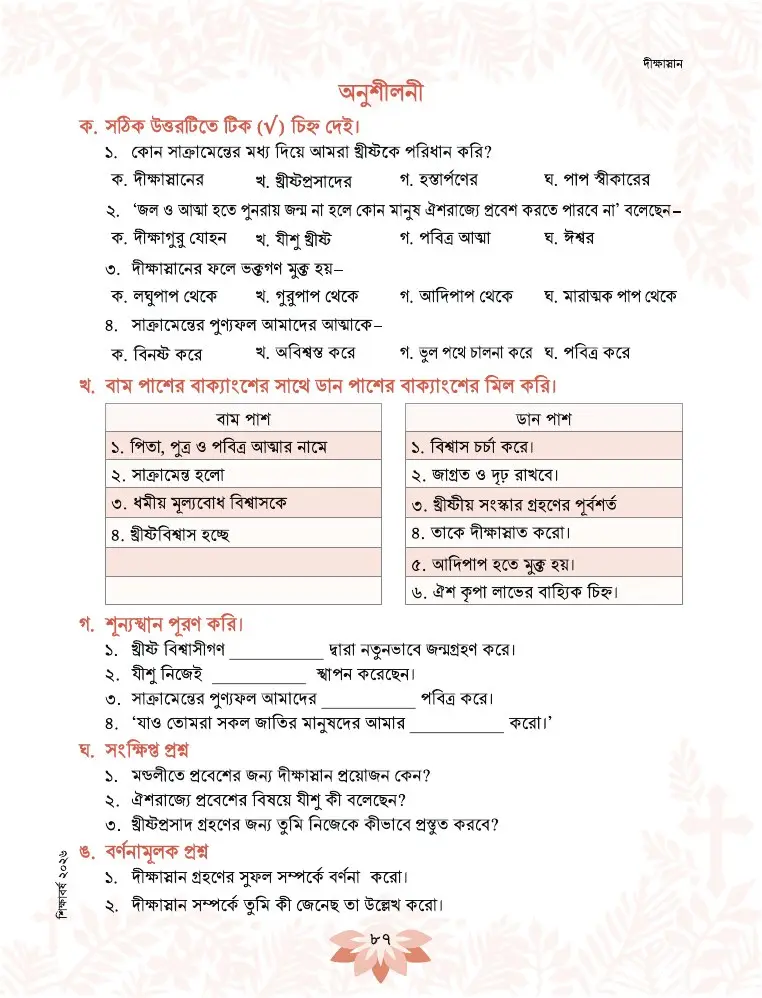 দীক্ষাস্নান
অনুশীলনী
ক. সঠিক উত্তরটিতে টিক (√) চিহ্ন দেই।
১. কোন সাক্রামেন্তের মধ্য দিয়ে আমরা খ্রীষ্টকে পরিধান করি?
ক. দীক্ষাস্নানের খ. খ্রীষ্টপ্রসাদের গ. হস্তার্পণের ঘ. পাপ স্বীকারের
২. ‘জল ও আত্মা হতে পুনরায় জন্ম না হলে কোন মানুষ ঐশরাজ্যে প্রবেশ করতে পারবে না’ বলেছেন–
ক. দীক্ষাগুরু যোহন খ. যীশু খ্রীষ্ট গ. পবিত্র আত্মা ঘ. ঈশ্বর
৩. দীক্ষাস্নানের ফলে ভক্তগণ মুক্ত হয়–
ক. লঘুপাপ থেকে খ. গুরুপাপ থেকে গ. আদিপাপ থেকে ঘ. মারাত্মক পাপ থেকে
৪. সাক্রামেন্তের পুণ্যফল আমাদের আত্মাকে–
ক. বিনষ্ট করে খ. অবিশ্বস্ত করে গ. ভুল পথে চালনা করে ঘ. পবিত্র করে
খ. বাম পাশের বাক্যাংশের সাথে ডান পাশের বাক্যাংশের মিল করি।
বাম পাশ
১. পিতা, পুত্র ও পবিত্র আত্মার নামে
২. সাক্রামেন্ত হলো
৩. ধর্মীয় মূল্যবোধ বিশ্বাসকে
৪. খ্রীষ্টবিশ্বাস হচ্ছে
ডান পাশ
১. বিশ্বাস চর্চা করে।
২. জাগ্রত ও দৃঢ় রাখবে।
৩. খ্রীষ্টীয় সংস্কার গ্রহণের পূর্বশর্ত
৪. তাকে দীক্ষাস্নাত করো।
৫. আদিপাপ হতে মুক্ত হয়।
৬. ঐশ কৃপা লাভের বাহ্যিক চিহ্ন।
গ. শূন্যস্থান পূরণ করি।
১. খ্রীষ্ট বিশ্বাসীগণ ____________ দ্বারা নতুনভাবে জন্মগ্রহণ করে।
২. যীশু নিজেই ____________ স্থাপন করেছেন।
৩. সাক্রামেন্তের পুণ্যফল আমাদের ____________ পবিত্র করে।
৪. ‘যাও তোমরা সকল জাতির মানুষদের আমার ____________ করো।’
ঘ. সংক্ষিপ্ত প্রশ্ন
১. মন্ডলীতে প্রবেশের জন্য দীক্ষাস্নান প্রয়োজন কেন?
২. ঐশরাজ্যে প্রবেশের বিষয়ে যীশু কী বলেছেন?
৩. খ্রীষ্টপ্রসাদ গ্রহণের জন্য তুমি নিজেকে কীভাবে প্রস্তুত করবে?
ঙ. বর্ণনামূলক প্রশ্ন
১. দীক্ষাস্নান গ্রহণের সুফল সম্পর্কে বর্ণনা করো।
২. দীক্ষাস্নান সম্পর্কে তুমি কী জেনেছ তা উল্লেখ করো।
শিক্ষাবর্ষ ২০২৬
৮৭